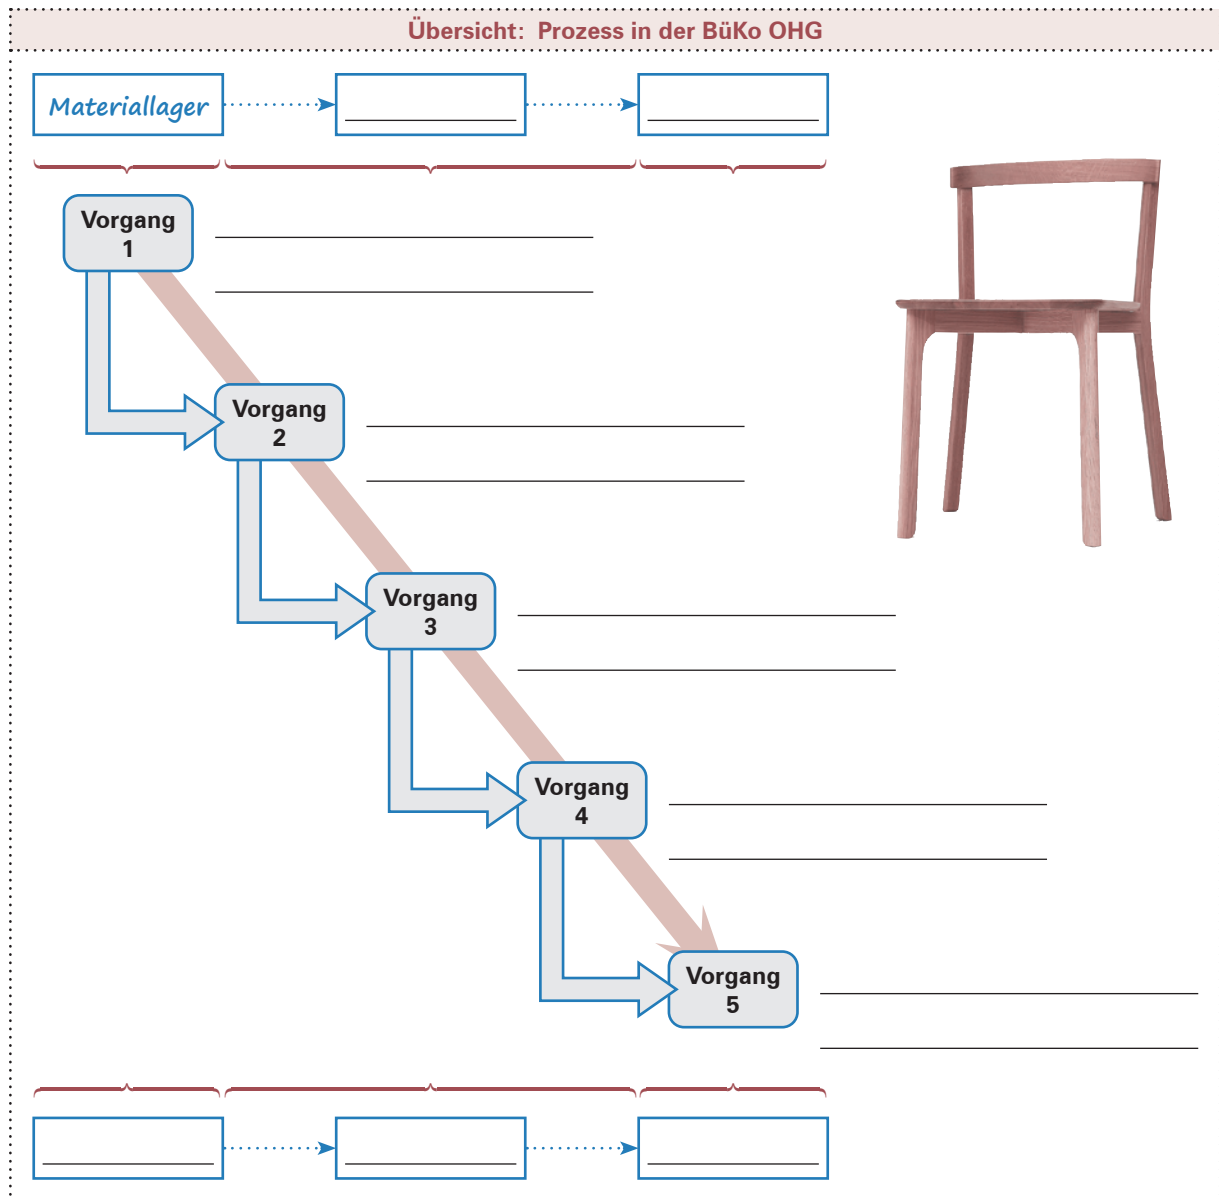 Übersicht: Prozess in der BüKo OHG
Materiallager
Vorgang
1
Vorgang
2
Vorgang
3
Vorgang
4
Vorgang
5